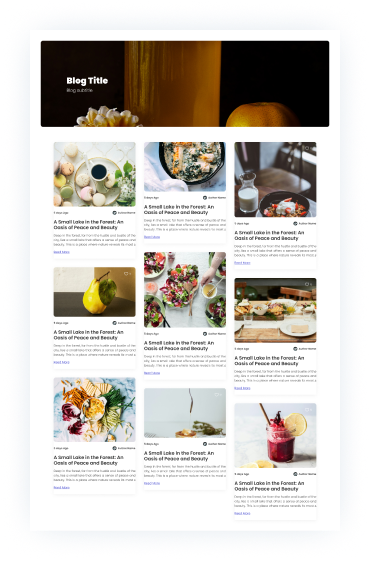 Blog Title
Blog subtitle
5 days Ago
Author Name
A Small Lake in the Forest: An
Oasis of Peace and Beauty
Deep in the forest, far from the hustle and bustle of the
city, lies a small lake that offers a sense of peace and
beauty. This is a place where nature reveals its most s
Read More
5 days Ago
Author Name
A Small Lake in the Forest: An
Oasis of Peace and Beauty
Deep in the forest, far from the hustle and bustle of the
city, lies a small lake that offers a sense of peace and
beauty. This is a place where nature reveals its most s
Read More
5 days Ago
Author Name
A Small Lake in the Forest: An
Oasis of Peace and Beauty
Deep in the forest, far from the hustle and bustle of the
city, lies a small lake that offers a sense of peace and
beauty. This is a place where nature reveals its most s
Read More
5 days Ago
Author Name
A Small Lake in the Forest: An
Oasis of Peace and Beauty
Deep in the forest, far from the hustle and bustle of the
city, lies a small lake that offers a sense of peace and
beauty. This is a place where nature reveals its most s
Read More
5 days Ago
Author Name
A Small Lake in the Forest: An
Oasis of Peace and Beauty
Deep in the forest, far from the hustle and bustle of the
city, lies a small lake that offers a sense of peace and
beauty. This is a place where nature reveals its most s
Read More
5 days Ago
Author Name
A Small Lake in the Forest: An
Oasis of Peace and Beauty
Deep in the forest, far from the hustle and bustle of the
city, lies a small lake that offers a sense of peace and
beauty. This is a place where nature reveals its most s
Read More
5 days Ago
Author Name
A Small Lake in the Forest: An
Oasis of Peace and Beauty
Deep in the forest, far from the hustle and bustle of the
city, lies a small lake that offers a sense of peace and
beauty. This is a place where nature reveals its most s
Read More
5 days Ago
Author Name
A Small Lake in the Forest: An
Oasis of Peace and Beauty
Deep in the forest, far from the hustle and bustle of the
city, lies a small lake that offers a sense of peace and
beauty. This is a place where nature reveals its most s
Read More
5 days Ago
Author Name
A Small Lake in the Forest: An
Oasis of Peace and Beauty
Deep in the forest, far from the hustle and bustle of the
city, lies a small lake that offers a sense of peace and
beauty. This is a place where nature reveals its most s
Read More